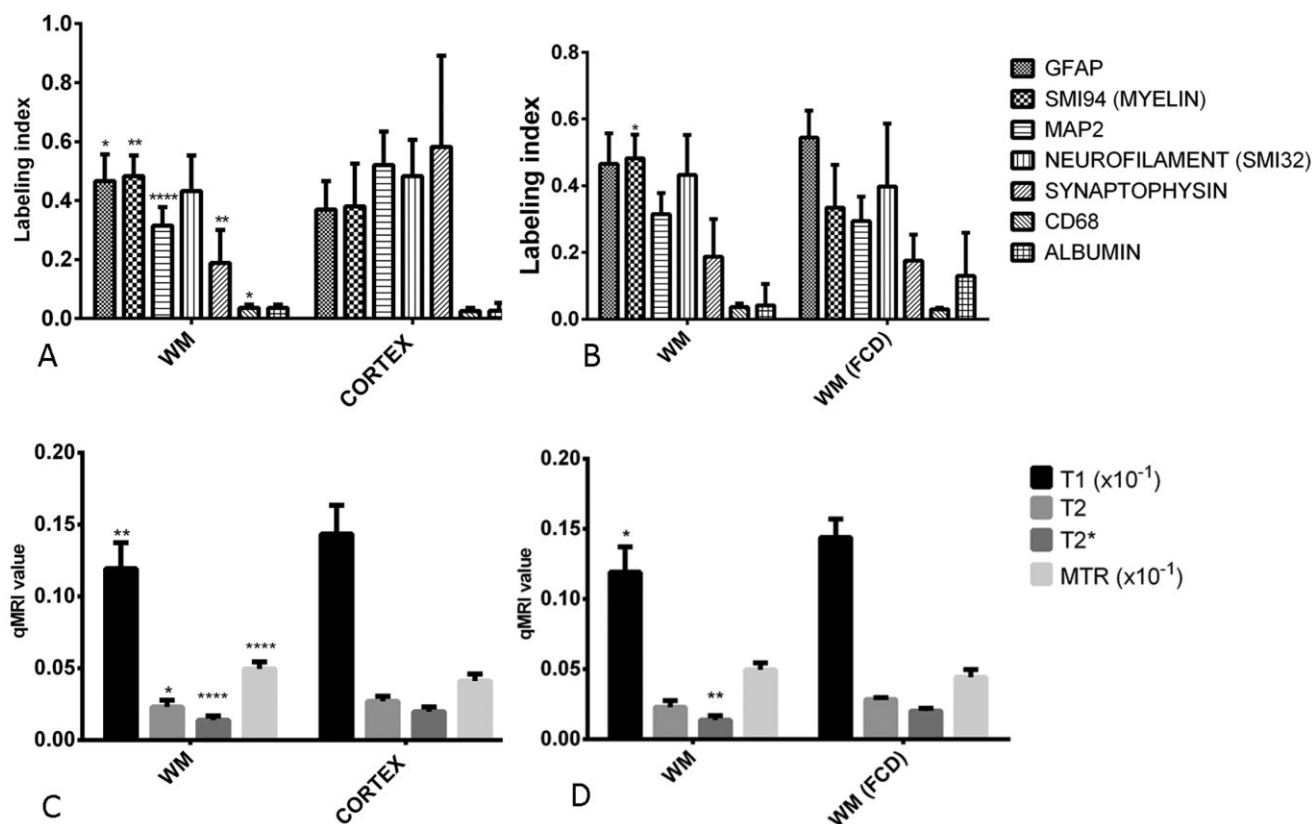 1.0
0.8
0.6
0.4
0.2
0.0
Labeling index
*
**
****
**
*
WM
CORTEX
A
0.8
0.6
0.4
0.2
0.0
Labeling index
*
WM
WM (FCD)
B
GFAP
SMI94 (MYELIN)
MAP2
NEUROFILAMENT (SMI32)
SYNAPTOPHYSIN
CD68
ALBUMIN
0.20
0.15
0.10
0.05
0.00
qMRI value
**
*
****
****
WM
CORTEX
C
0.20
0.15
0.10
0.05
0.00
qMRI value
*
**
WM
WM (FCD)
D
T1 (x10⁻¹)
T2
T2*
MTR (x10⁻¹)